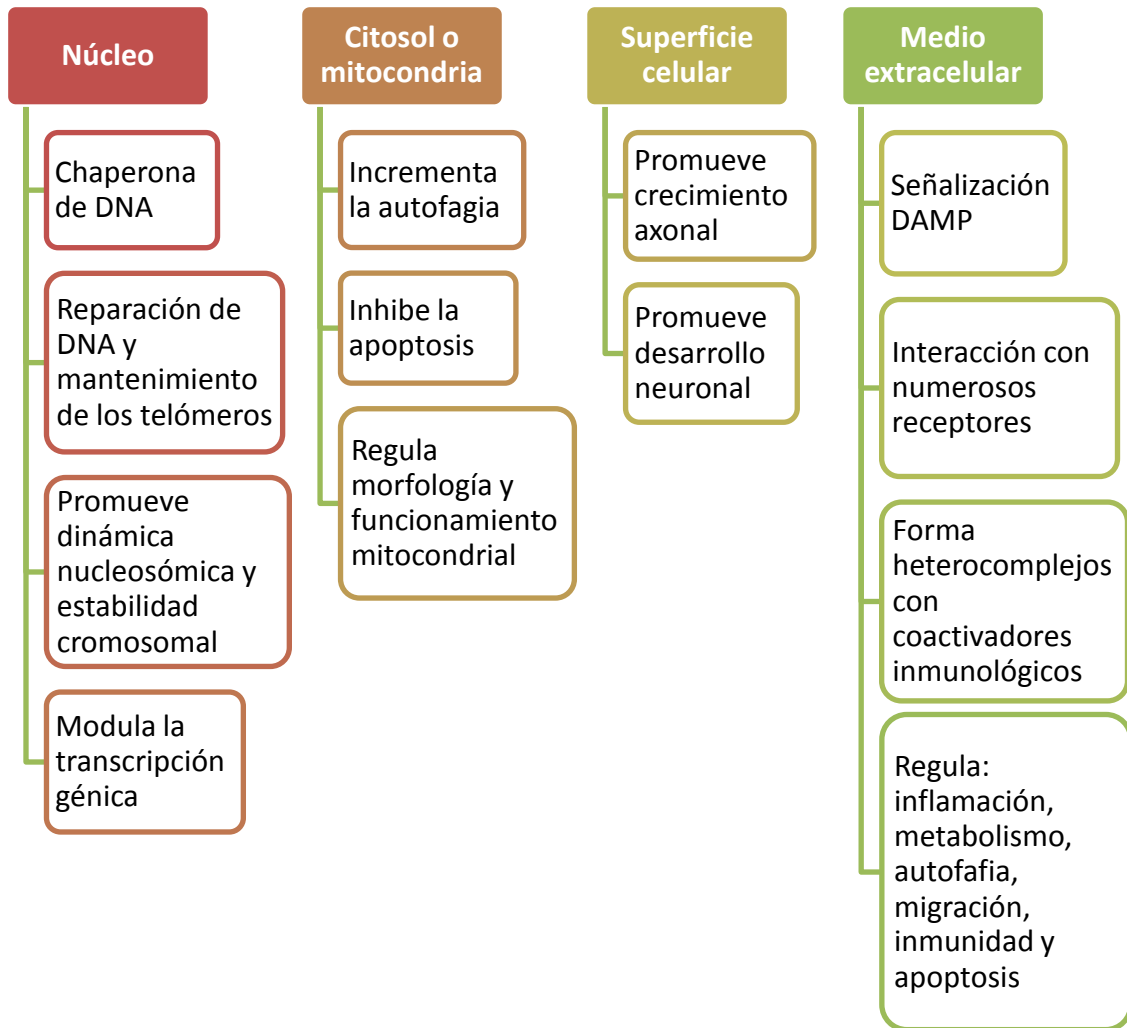 Núcleo
Chaperona
de DNA
Reparación de
DNA y
mantenimiento
de los telómeros
Promueve
dinámica
nucleosómica y
estabilidad
cromosomal
Modula la
transcripción
génica
Citosol o
mitocondria
Incrementa
la autofagia
Inhibe la
apoptosis
Regula
morfología y
funcionamiento
mitocondrial
Superficie
celular
Promueve
crecimiento
axonal
Promueve
desarrollo
neuronal
Medio
extracelular
Señalización
DAMP
Interacción con
numerosos
receptores
Forma
heterocomplejos
con
coactivadores
inmunológicos
Regula:
inflamación,
metabolismo,
autofafia,
migración,
inmunidad y
apoptosis